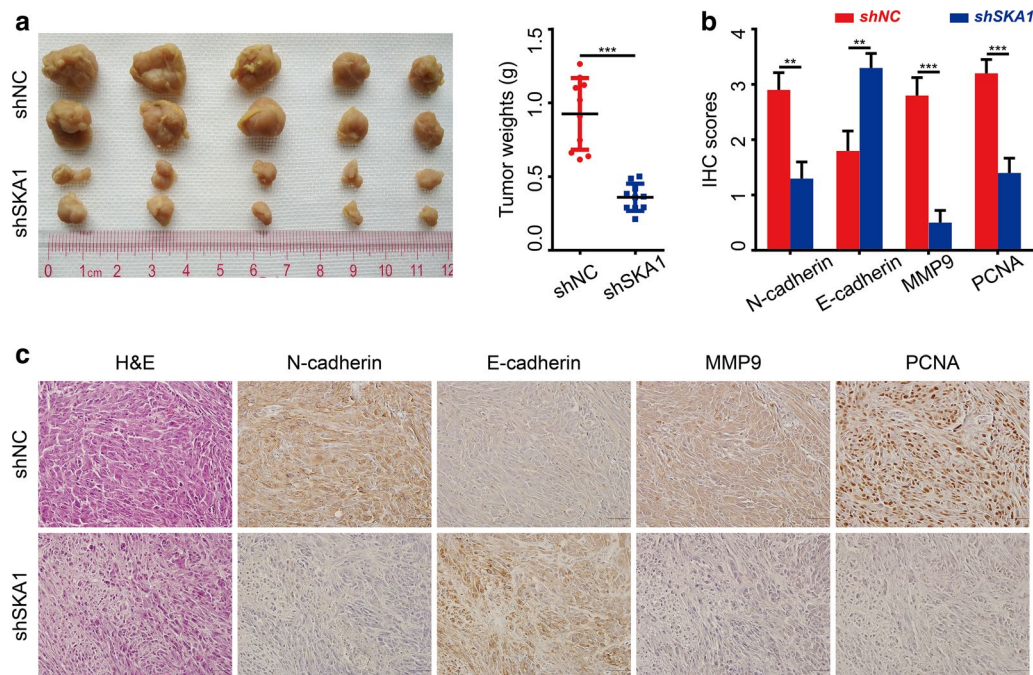 a
shNC
shSKA1
0 1cm 2 3 4 5 6 7 8 9 10 11 12
Tumor weights (g)
1.5
1.0
0.5
0.0
***
shNC
shSKA1
b
shNC
shSKA1
IHC scores
4
3
2
1
0
**
**
***
***
N-cadherin
E-cadherin
MMP9
PCNA
c
H&E
N-cadherin
E-cadherin
MMP9
PCNA
shNC
shSKA1